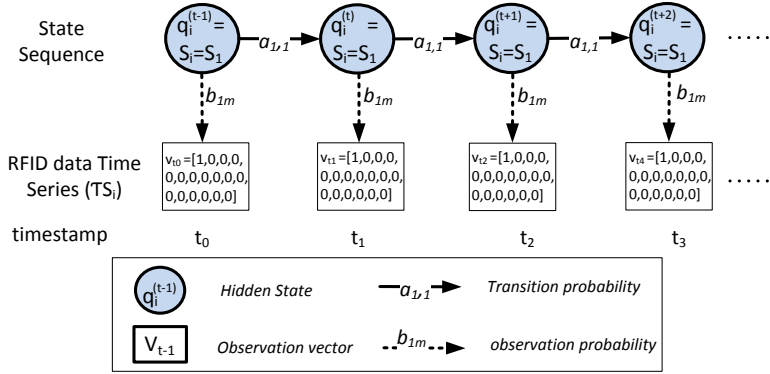 State Sequence
q_i^(t-1) = S_i=S_1
a_1,1
q_i^(t) = S_i=S_1
a_1,1
q_i^(t+1) = S_i=S_1
a_1,1
q_i^(t+2) = S_i=S_1
.....
b_1m
b_1m
b_1m
b_1m
RFID data Time Series (TS_i)
v_t0 =[1,0,0,0,
0,0,0,0,0,0,0,
0,0,0,0,0,0]
v_t1 =[1,0,0,0,
0,0,0,0,0,0,0,
0,0,0,0,0,0]
v_t2 =[1,0,0,0,
0,0,0,0,0,0,0,
0,0,0,0,0,0]
v_t4 =[1,0,0,0,
0,0,0,0,0,0,0,
0,0,0,0,0,0]
.....
timestamp
t_0
t_1
t_2
t_3
q_i^(t-1)
Hidden State
a_1,1
Transition probability
V_t-1
Observation vector
b_1m
observation probability